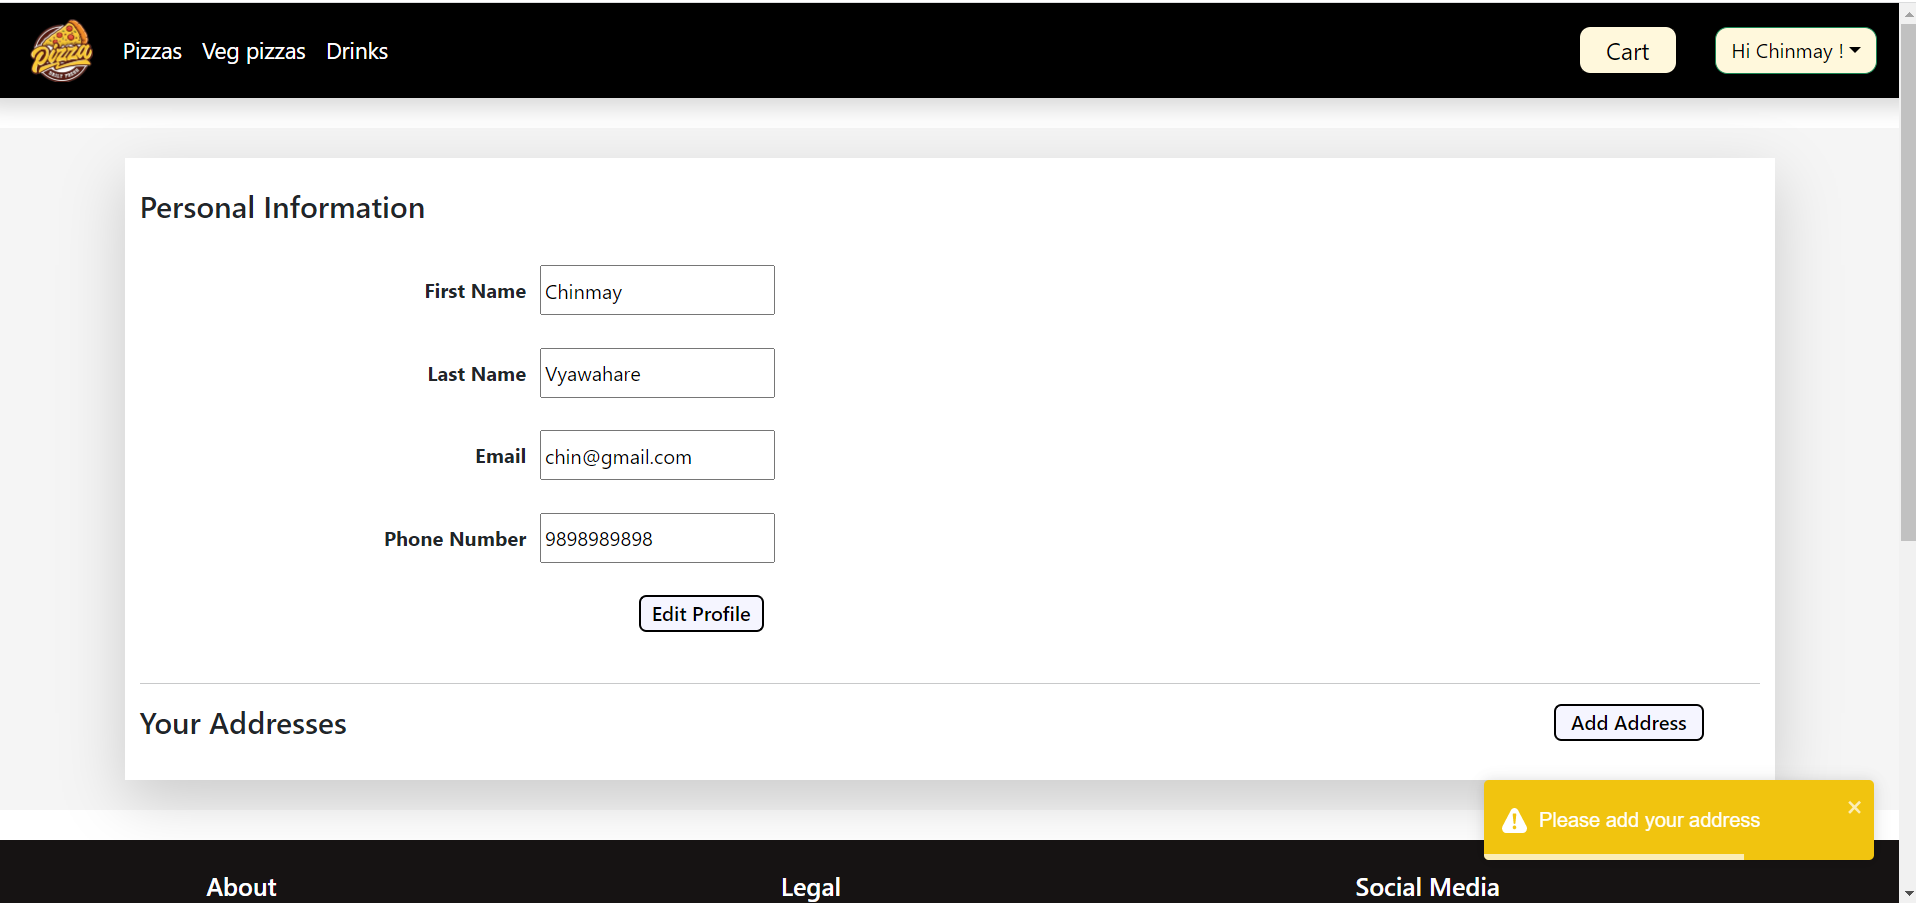 Pizza
Pizzas Veg pizzas Drinks Cart Hi Chinmay !
Personal Information
First Name Chinmay
Last Name Vyawahare
Email chin@gmail.com
Phone Number 9898989898
Edit Profile
Your Addresses Add Address
Please add your address
About Legal Social Media